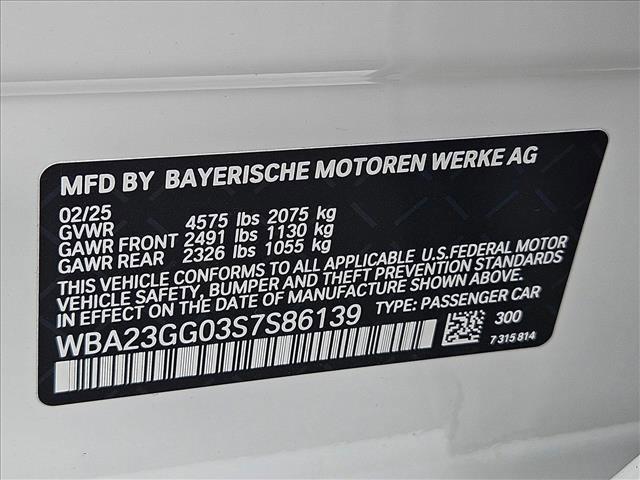 MFD BY BAYERISCHE MOTOREN WERKE AG
02/25
GVWR 4575 lbs 2075 kg
GAWR FRONT 2491 lbs 1130 kg
GAWR REAR 2326 lbs 1055 kg
THIS VEHICLE CONFORMS TO ALL APPLICABLE U.S.FEDERAL MOTOR
VEHICLE SAFETY, BUMPER AND THEFT PREVENTION STANDARDS
IN EFFECT ON THE DATE OF MANUFACTURE SHOWN ABOVE.
WBA23GG03S7S86139 TYPE: PASSENGER CAR
300
7 315 814